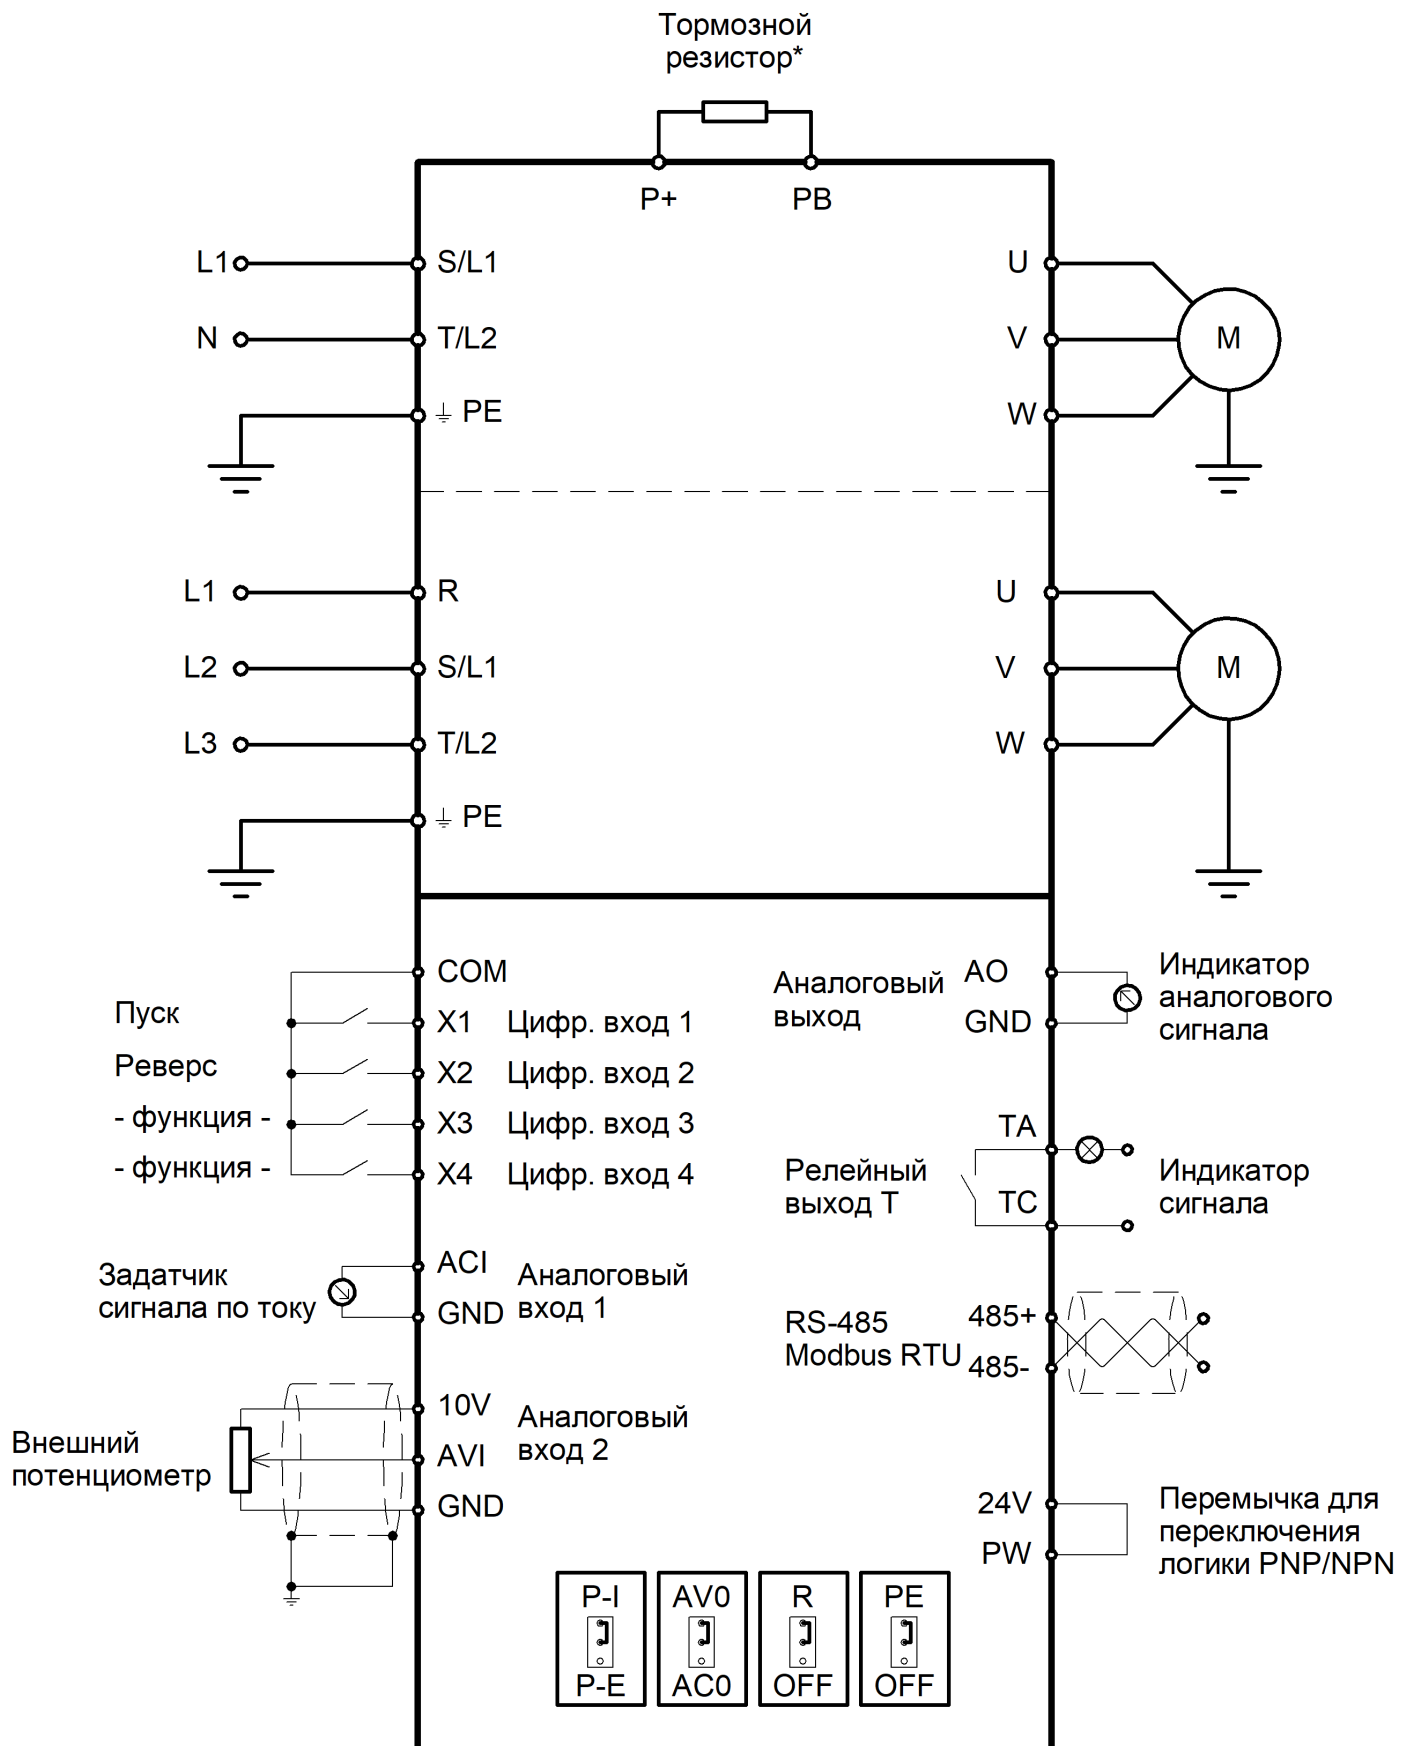 Тормозной
резистор*
P+
PB
L1
S/L1
U
N
T/L2
V
M
PE
W
L1
R
U
L2
S/L1
V
M
L3
T/L2
W
PE
COM
Пуск
X1
Цифр. вход 1
Реверс
X2
Цифр. вход 2
- функция -
X3
Цифр. вход 3
- функция -
X4
Цифр. вход 4
Аналоговый
выход
AO
GND
Индикатор
аналогового
сигнала
Релейный
выход Т
TA
TC
Индикатор
сигнала
Задатчик
сигнала по току
ACI
GND
Аналоговый
вход 1
RS-485
Modbus RTU
485+
485-
Внешний
потенциометр
10V
AVI
GND
Аналоговый
вход 2
24V
PW
Перемычка для
переключения
логики PNP/NPN
P-I
P-E
AV0
AC0
R
OFF
PE
OFF